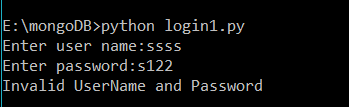 E:\mongoDB>python login1.py
Enter user name:ssss
Enter password:s122
Invalid UserName and Password